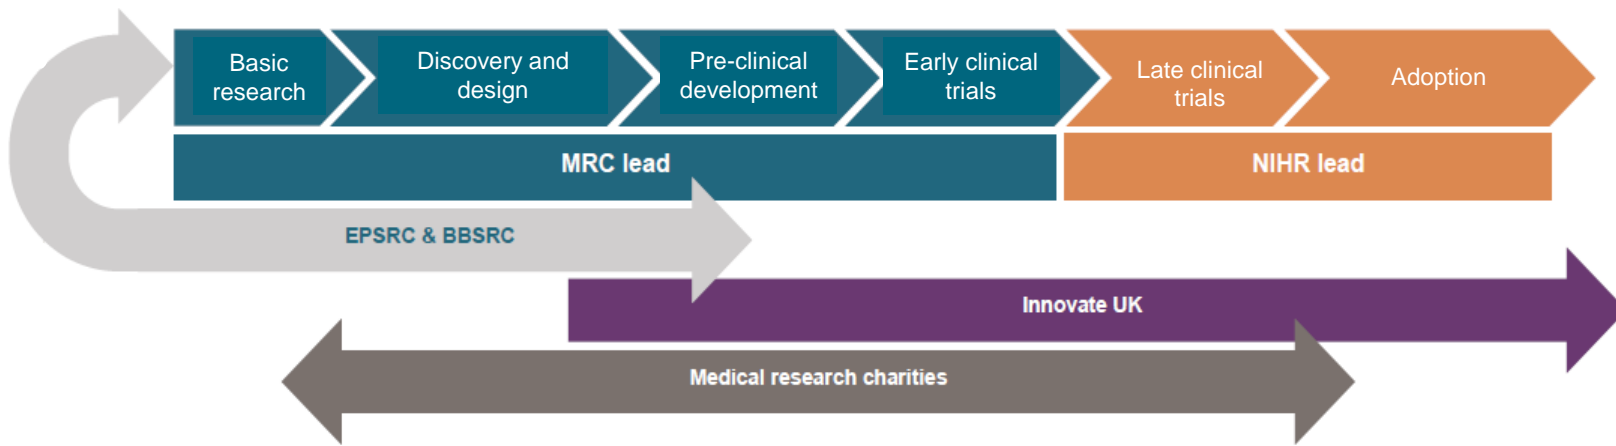 Basic
research
Discovery and
design
Pre-clinical
development
Early clinical
trials
Late clinical
trials
Adoption
MRC lead
NIHR lead
EPSRC & BBSRC
Innovate UK
Medical research charities